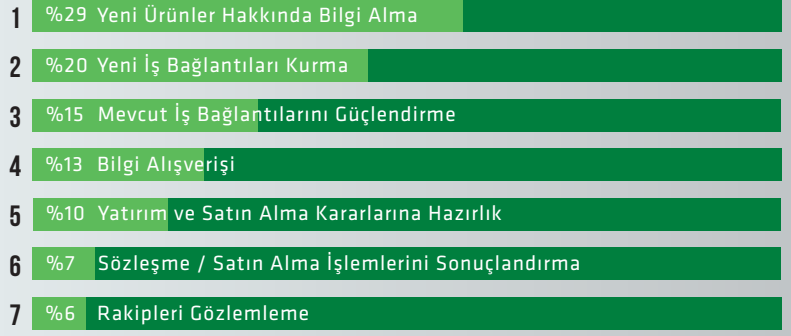 1 %29 Yeni Ürünler Hakkında Bilgi Alma
2 %20 Yeni İş Bağlantıları Kurma
3 %15 Mevcut İş Bağlantılarını Güçlendirme
4 %13 Bilgi Alışverişi
5 %10 Yatırım ve Satın Alma Kararlarına Hazırlık
6 %7 Sözleşme / Satın Alma İşlemlerini Sonuçlandırma
7 %6 Rakipleri Gözlemleme